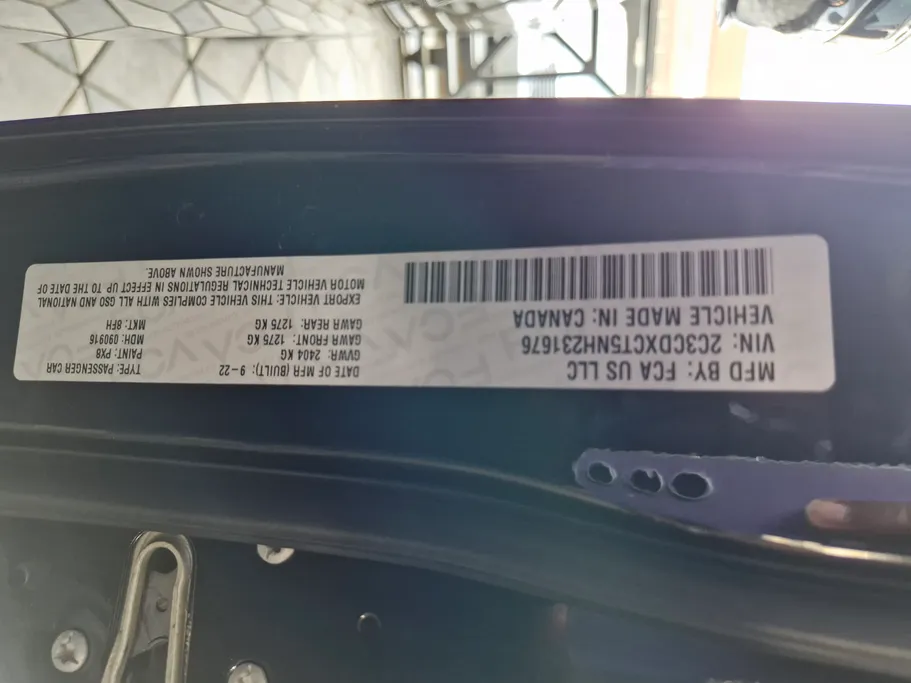 MFD BY: FCA US LLC
VIN: 2C3CDXCT5NH231676
VEHICLE MADE IN: CANADA
DATE OF MFR (BUILT): 9-22
GVWR: 2404 KG
GAWR FRONT: 1275 KG
GAWR REAR: 1275 KG
TYPE: PASSENGER CAR
PAINT: PX8
MDH: 090916
MKT: 8FH
EXPORT VEHICLE: THIS VEHICLE COMPLIES WITH ALL GSO AND NATIONAL
MOTOR VEHICLE TECHNICAL REGULATIONS IN EFFECT UP TO THE DATE OF
MANUFACTURE SHOWN ABOVE.